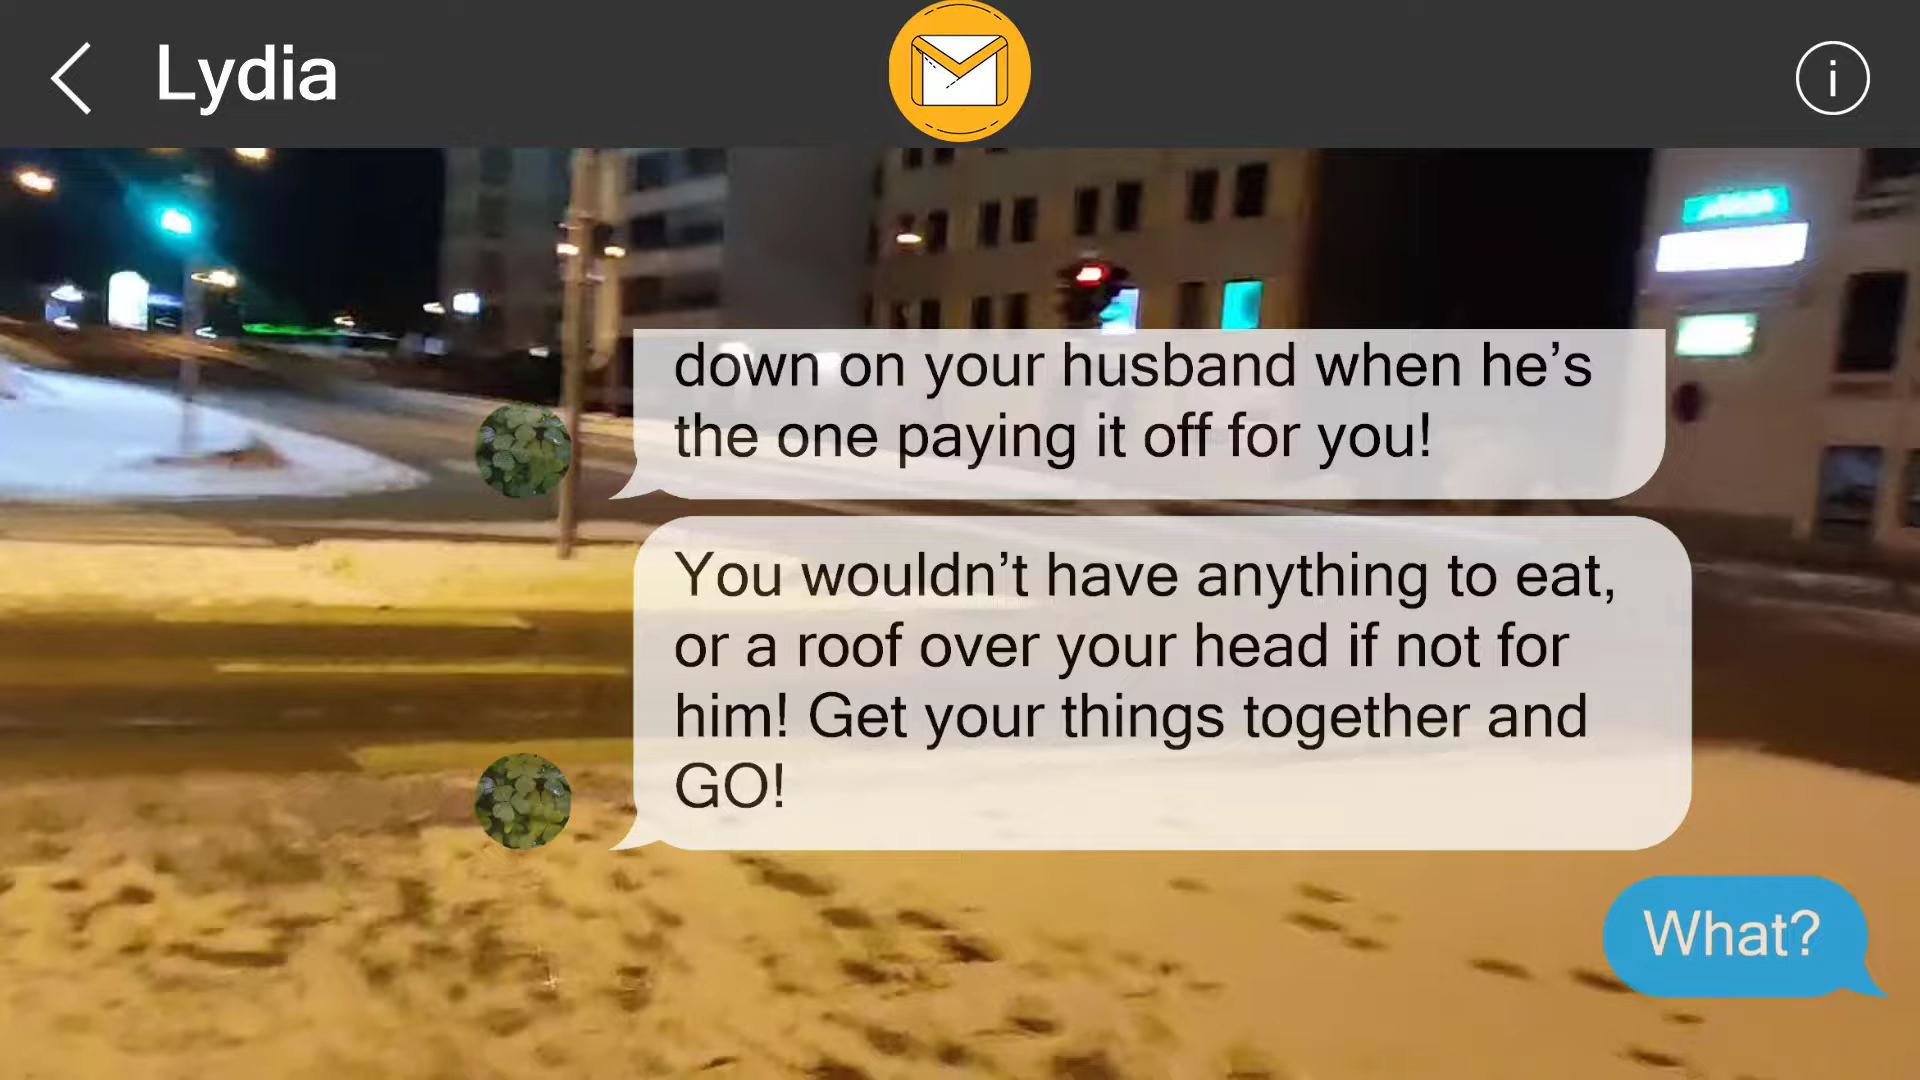 Lydia
down on your husband when he’s
the one paying it off for you!
You wouldn’t have anything to eat,
or a roof over your head if not for
him! Get your things together and
GO!
What?